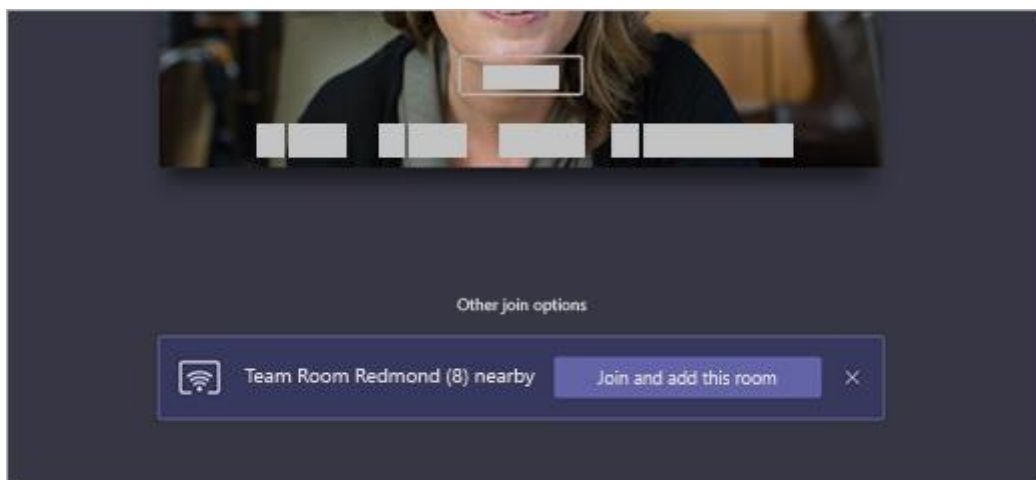 Other join options
Team Room Redmond (8) nearby Join and add this room